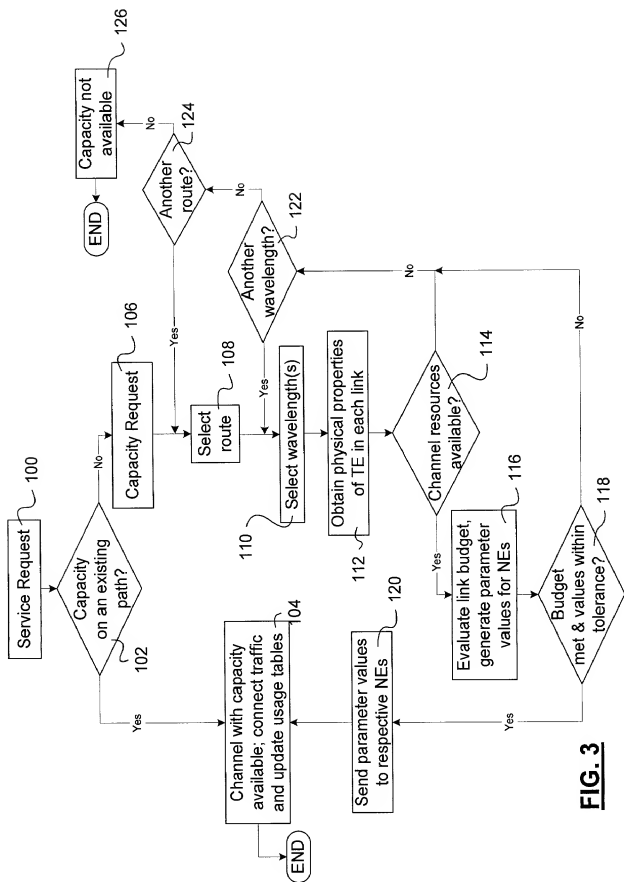 100
Service Request
102
Capacity
on an existing
path?
No
Yes
106
Capacity Request
108
Select
route
Yes
Another
route?
124
No
Capacity not
available
126
END
110
Select wavelength(s)
Yes
Another
wavelength?
122
No
112
Obtain physical properties
of TE in each link
Channel resources
available?
114
No
Yes
116
Evaluate link budget,
generate parameter
values for NEs
118
Budget
met & values within
tolerance?
No
Yes
120
Send parameter values
to respective NEs
104
Channel with capacity
available; connect traffic
and update usage tables
END
FIG. 3